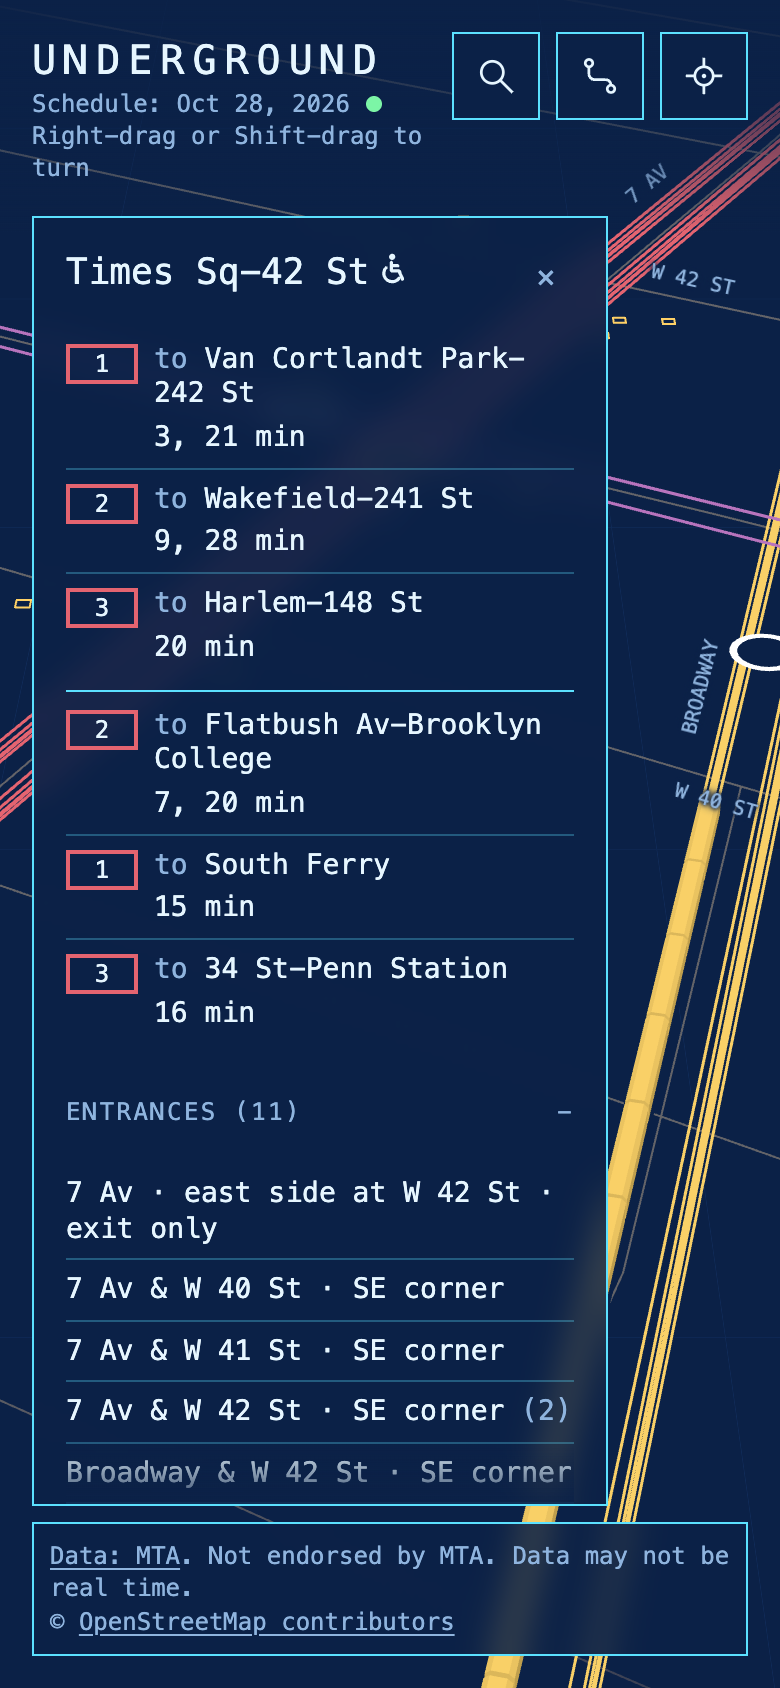 UNDERGROUND
Schedule: Oct 28, 2026
Right-drag or Shift-drag to
turn
7 AV
W 42 ST
Times Sq-42 St
×
1 to Van Cortlandt Park-
242 St
3, 21 min
2 to Wakefield-241 St
9, 28 min
3 to Harlem-148 St
20 min
2 to Flatbush Av-Brooklyn
College
7, 20 min
1 to South Ferry
15 min
3 to 34 St-Penn Station
16 min
BROADWAY
W 40 ST
ENTRANCES (11) −
7 Av · east side at W 42 St ·
exit only
7 Av & W 40 St · SE corner
7 Av & W 41 St · SE corner
7 Av & W 42 St · SE corner (2)
Broadway & W 42 St · SE corner
Data: MTA. Not endorsed by MTA. Data may not be
real time.
© OpenStreetMap contributors